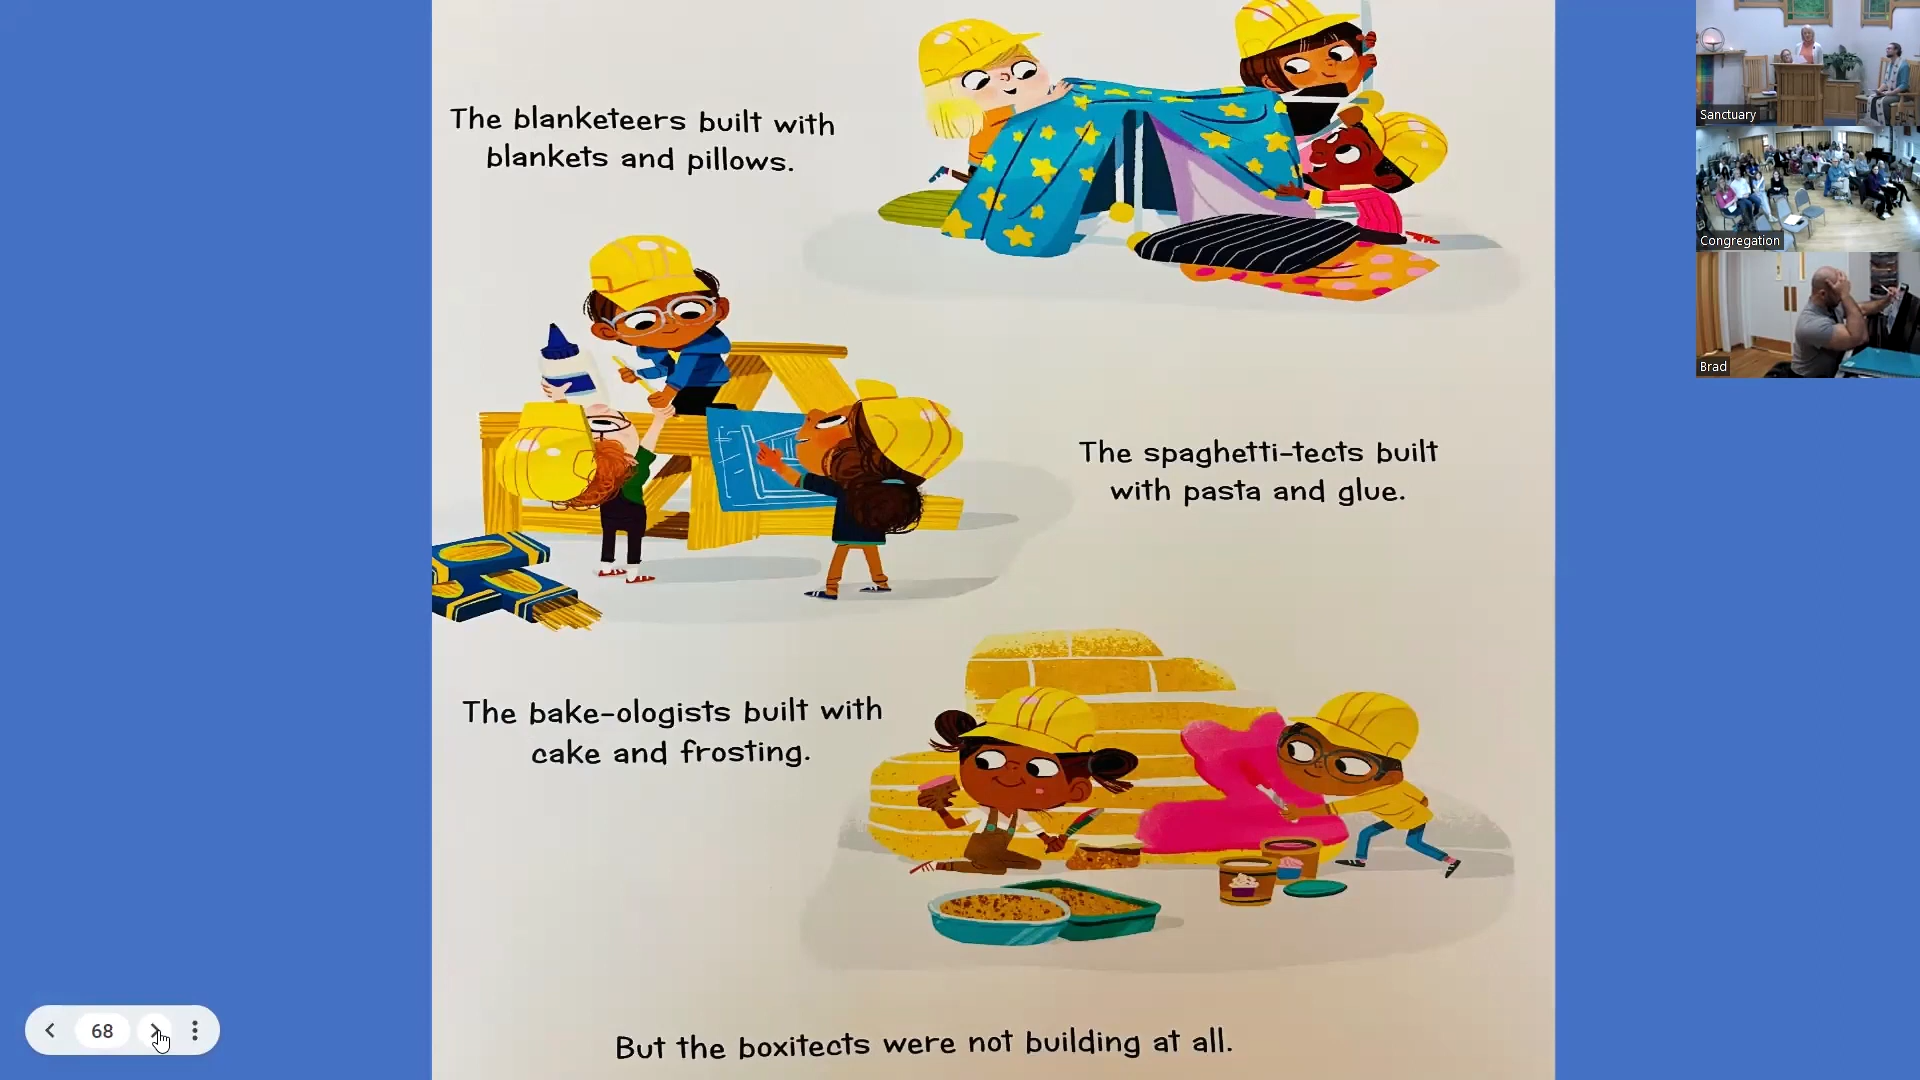 The blanketeers built with
blankets and pillows.
The spaghetti-tects built
with pasta and glue.
The bake-ologists built with
cake and frosting.
But the boxitects were not building at all.
68
Sanctuary
Congregation
Brad